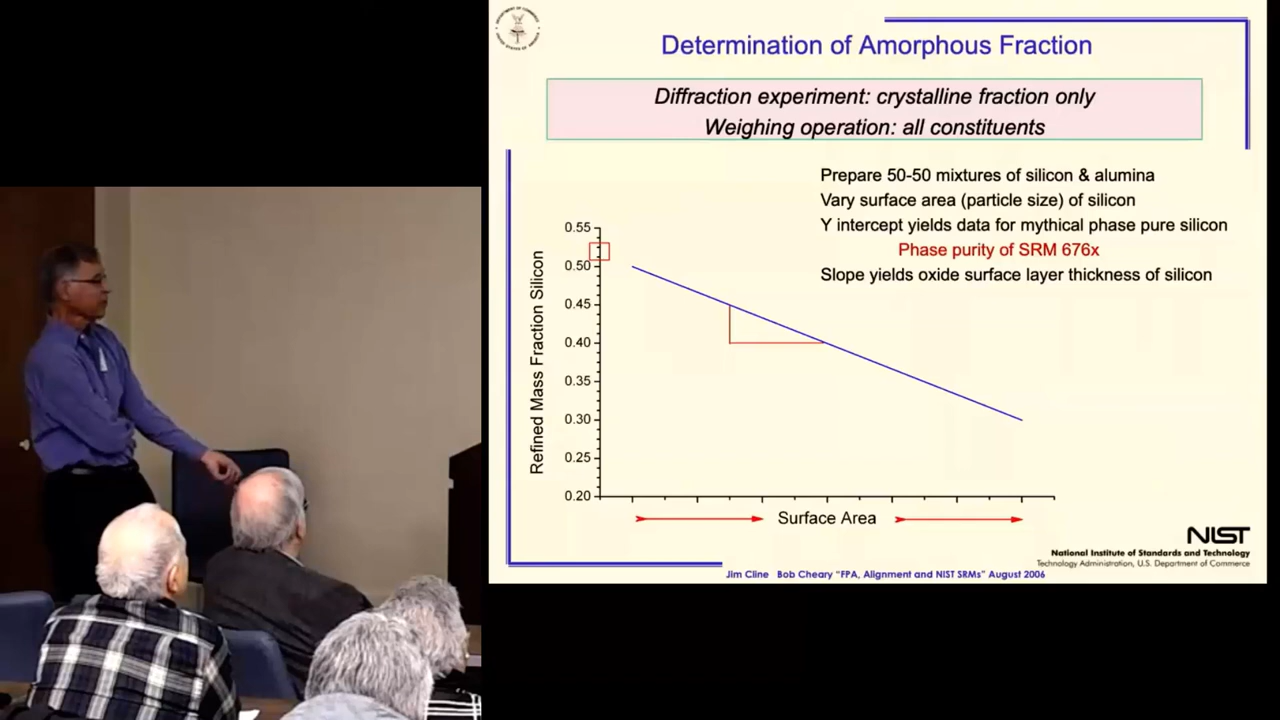 Determination of Amorphous Fraction
Diffraction experiment: crystalline fraction only
Weighing operation: all constituents
Prepare 50-50 mixtures of silicon & alumina
Vary surface area (particle size) of silicon
Y intercept yields data for mythical phase pure silicon
Phase purity of SRM 676x
Slope yields oxide surface layer thickness of silicon
Refined Mass Fraction Silicon
0.55
0.50
0.45
0.40
0.35
0.30
0.25
0.20
Surface Area
NIST
National Institute of Standards and Technology
Technology Administration, U.S. Department of Commerce
Jim Cline Bob Cheary "FPA, Alignment and NIST SRMs" August 2006